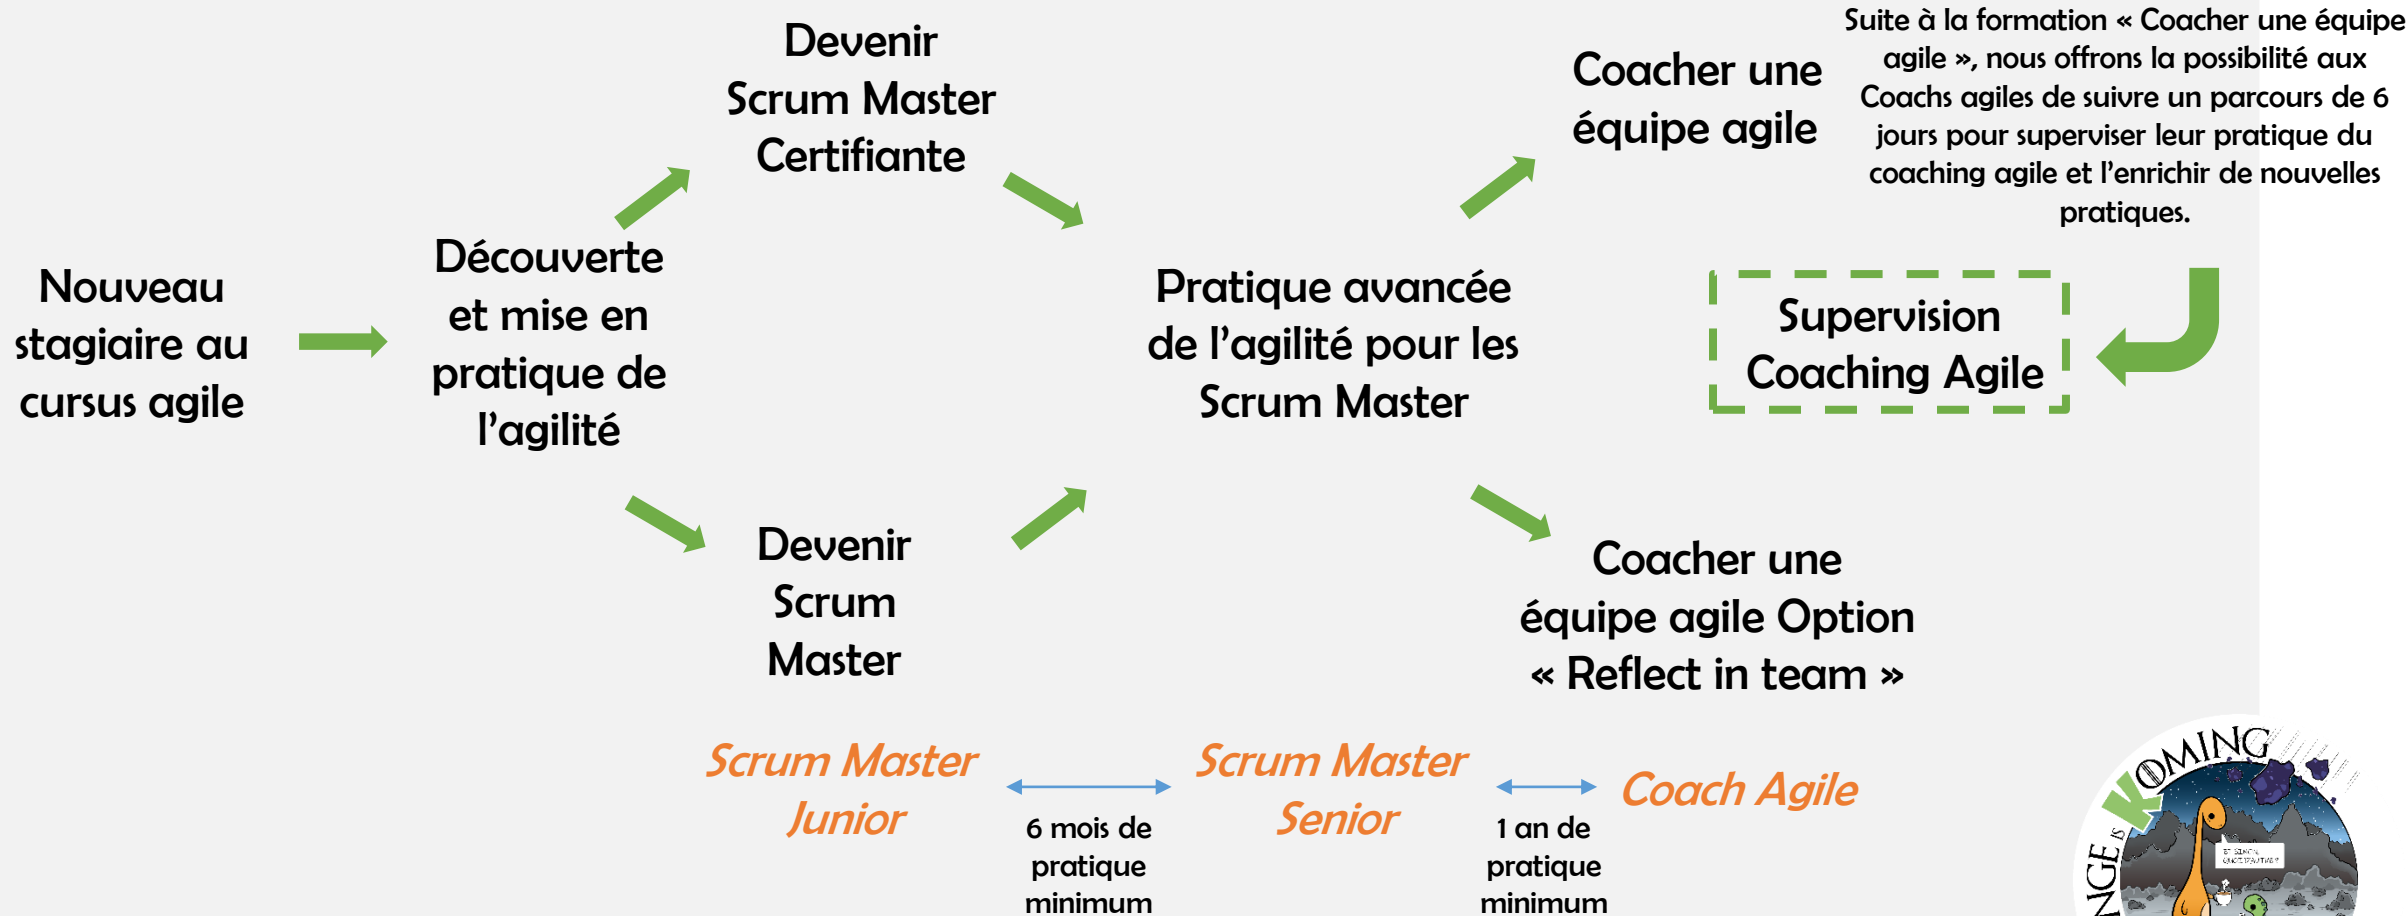 Nouveau
stagiaire au
cursus agile
Découverte
et mise en
pratique de
l’agilité
Devenir
Scrum Master
Certifiante
Devenir
Scrum
Master
Pratique avancée
de l’agilité pour les
Scrum Master
Coacher une
équipe agile
Suite à la formation « Coacher une équipe
agile », nous offrons la possibilité aux
Coachs agiles de suivre un parcours de 6
jours pour superviser leur pratique du
coaching agile et l’enrichir de nouvelles
pratiques.
Supervision
Coaching Agile
Coacher une
équipe agile Option
« Reflect in team »
Scrum Master
Junior
6 mois de
pratique
minimum
Scrum Master
Senior
1 an de
pratique
minimum
Coach Agile
NGE IS KOMING